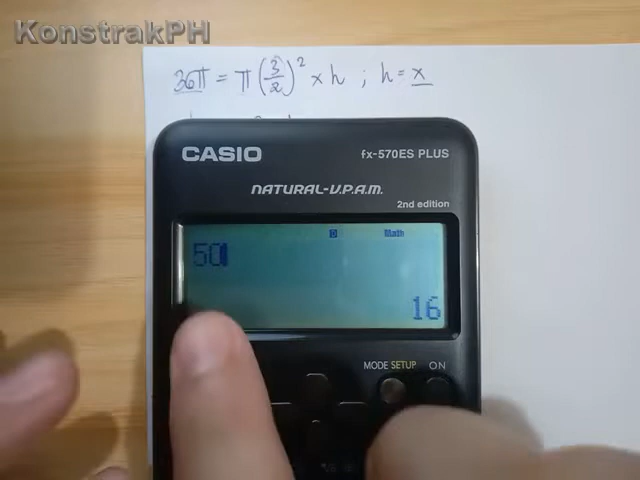 KonstrakPH
36π = π(3/2)² × h ; h = x
CASIO
fx-570ES PLUS
NATURAL-V.P.A.M.
2nd edition
D Math
50
16
MODE SETUP ON